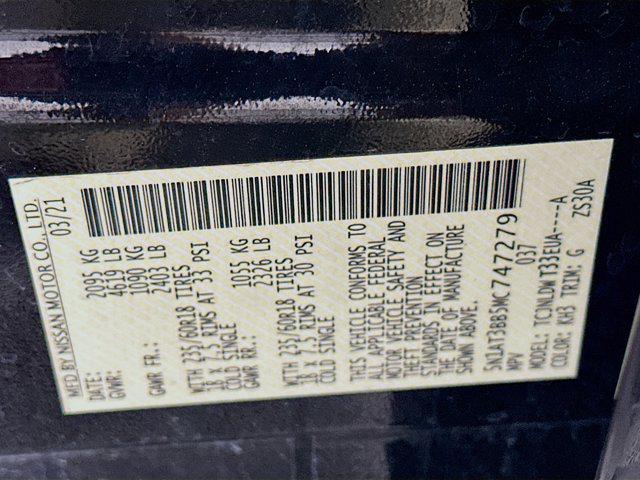 MFD BY NISSAN MOTOR CO., LTD.
DATE: 03/21
GVWR: 2095 KG
4619 LB
GAWR FR.: 1090 KG
2403 LB
WITH 235/60R18 TIRES
18 x 7.5 RIMS AT 33 PSI
COLD SINGLE
GAWR RR.: 1055 KG
2326 LB
WITH 235/60R18 TIRES
18 x 7.5 RIMS AT 30 PSI
COLD SINGLE
THIS VEHICLE CONFORMS TO
ALL APPLICABLE FEDERAL
MOTOR VEHICLE SAFETY AND
THEFT PREVENTION
STANDARDS IN EFFECT ON
THE DATE OF MANUFACTURE
SHOWN ABOVE.
5N1AT3BB5MC747279
MPV 037
MODEL: TC7NLDW T33EUA----A
COLOR: KH3 TRIM: G ZS30A